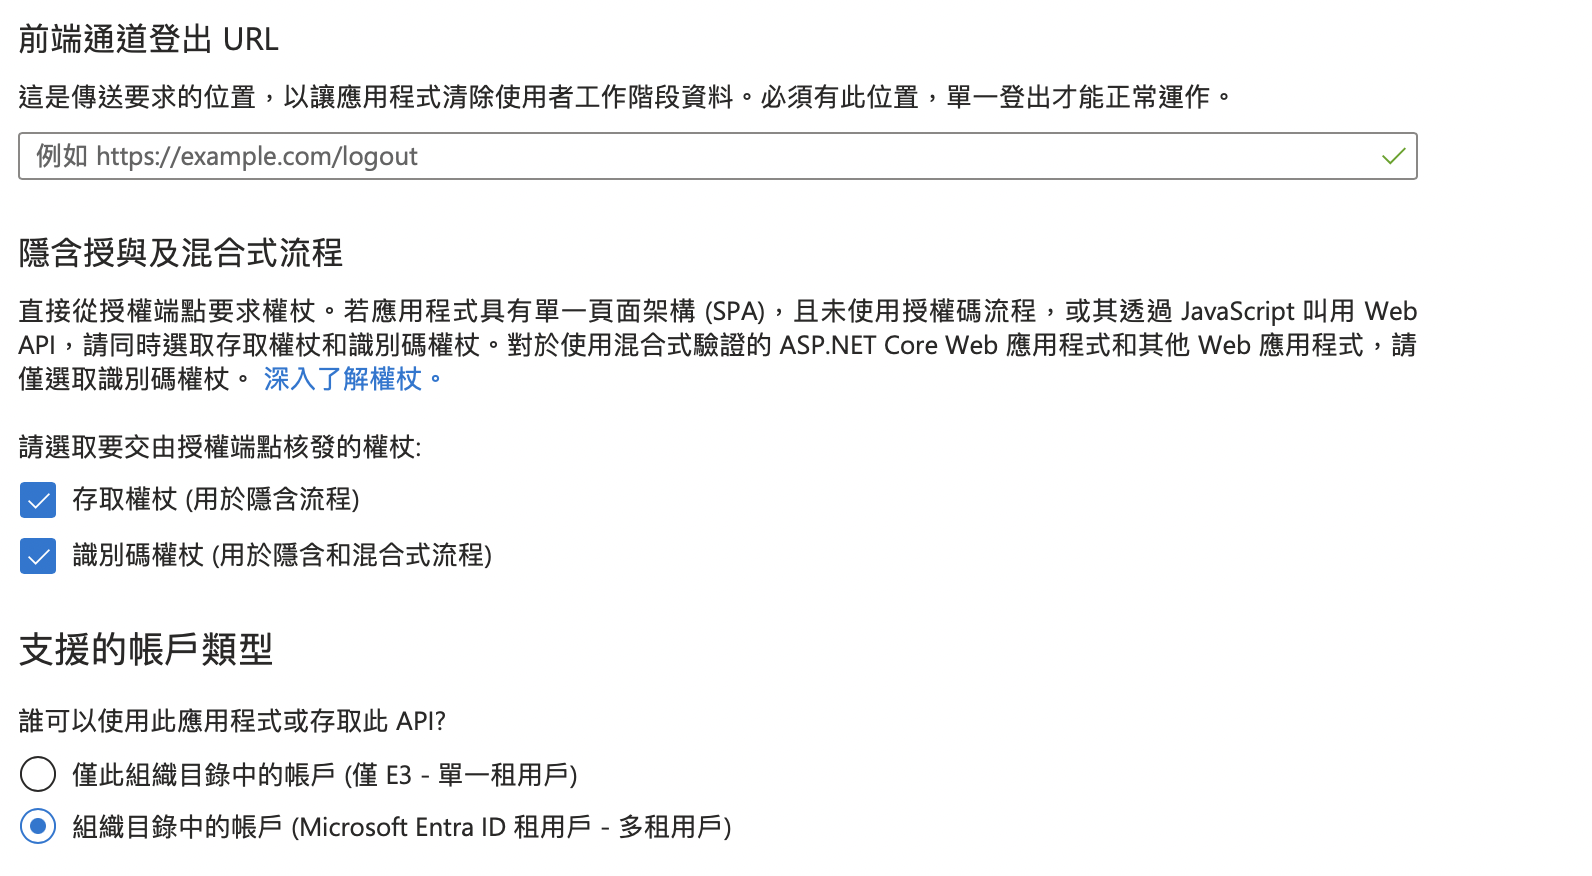 前端通道登出 URL
這是傳送要求的位置，以讓應用程式清除使用者工作階段資料。必須有此位置，單一登出才能正常運作。
例如 https://example.com/logout
隱含授與及混合式流程
直接從授權端點要求權杖。若應用程式具有單一頁面架構 (SPA)，且未使用授權碼流程，或其透過 JavaScript 叫用 Web
API，請同時選取存取權杖和識別碼權杖。對於使用混合式驗證的 ASP.NET Core Web 應用程式和其他 Web 應用程式，請
僅選取識別碼權杖。 深入了解權杖。
請選取要交由授權端點核發的權杖:
存取權杖 (用於隱含流程)
識別碼權杖 (用於隱含和混合式流程)
支援的帳戶類型
誰可以使用此應用程式或存取此 API?
僅此組織目錄中的帳戶 (僅 E3 - 單一租用戶)
組織目錄中的帳戶 (Microsoft Entra ID 租用戶 - 多租用戶)